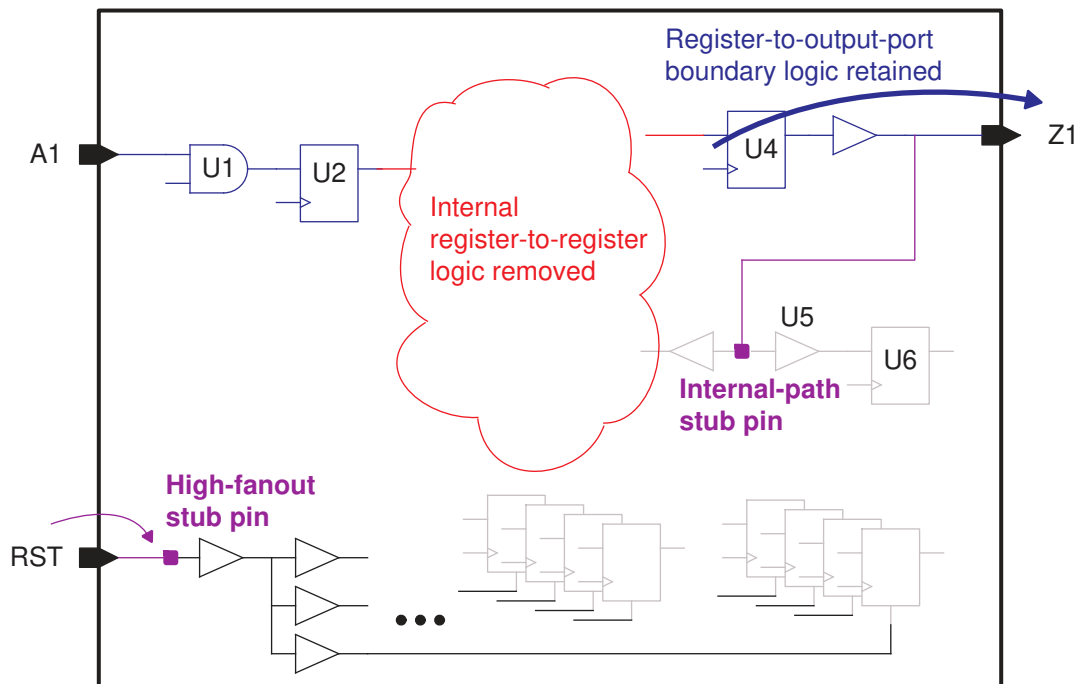 Register-to-output-port
boundary logic retained
A1
U1
U2
U4
Z1
Internal
register-to-register
logic removed
U5
U6
Internal-path
stub pin
High-fanout
stub pin
RST